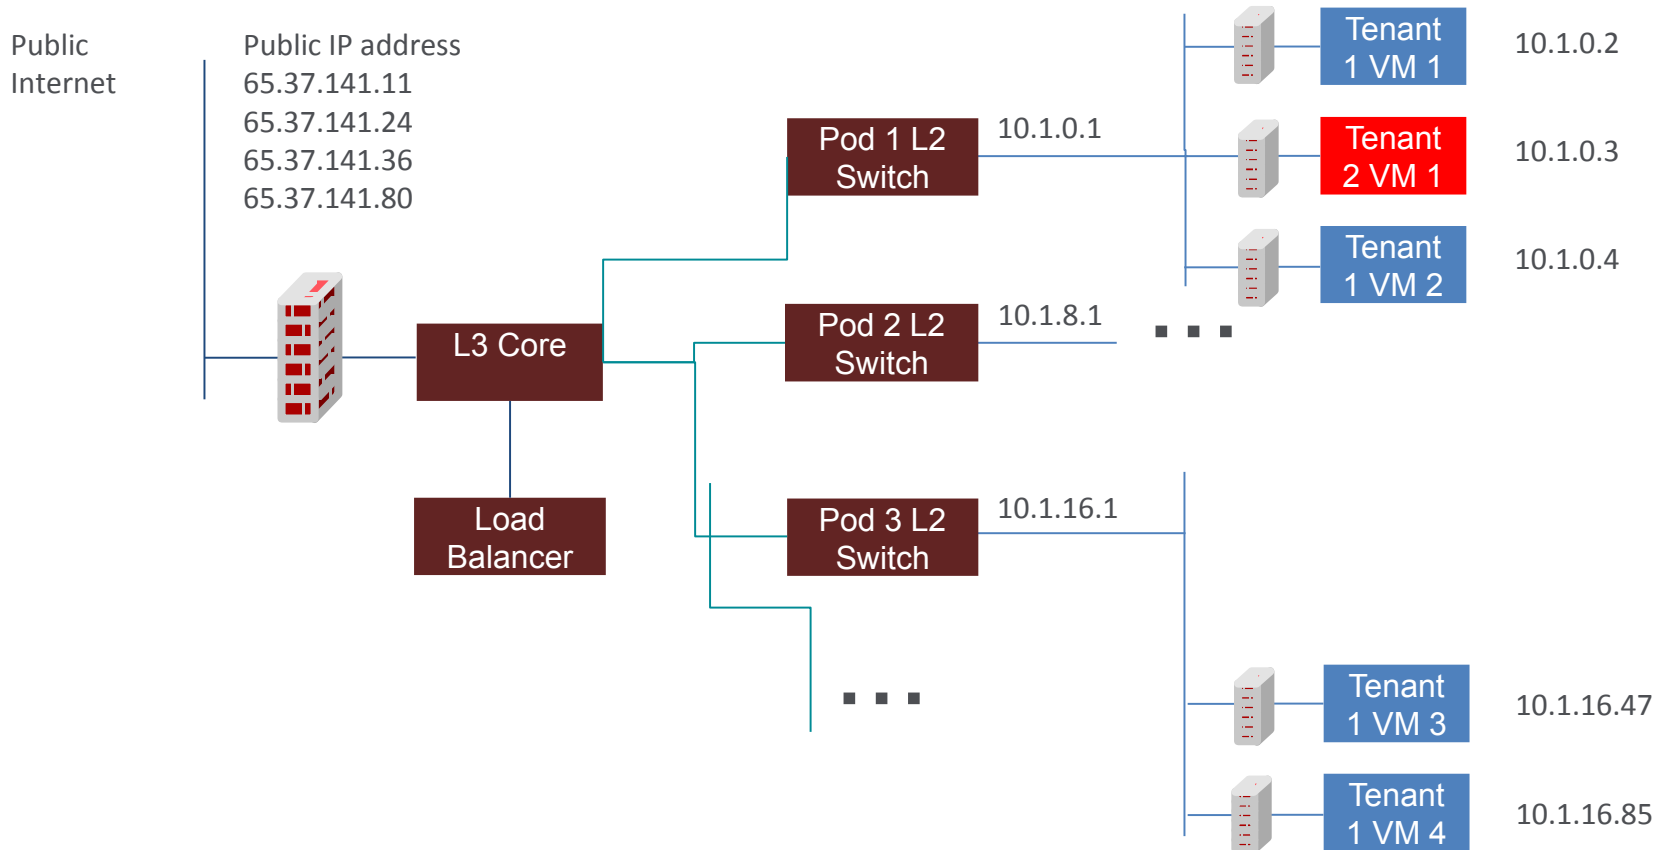 Public
Internet
Public IP address
65.37.141.11
65.37.141.24
65.37.141.36
65.37.141.80
L3 Core
Load
Balancer
Pod 1 L2
Switch
10.1.0.1
Pod 2 L2
Switch
10.1.8.1
Pod 3 L2
Switch
10.1.16.1
Tenant
1 VM 1
10.1.0.2
Tenant
2 VM 1
10.1.0.3
Tenant
1 VM 2
10.1.0.4
Tenant
1 VM 3
10.1.16.47
Tenant
1 VM 4
10.1.16.85